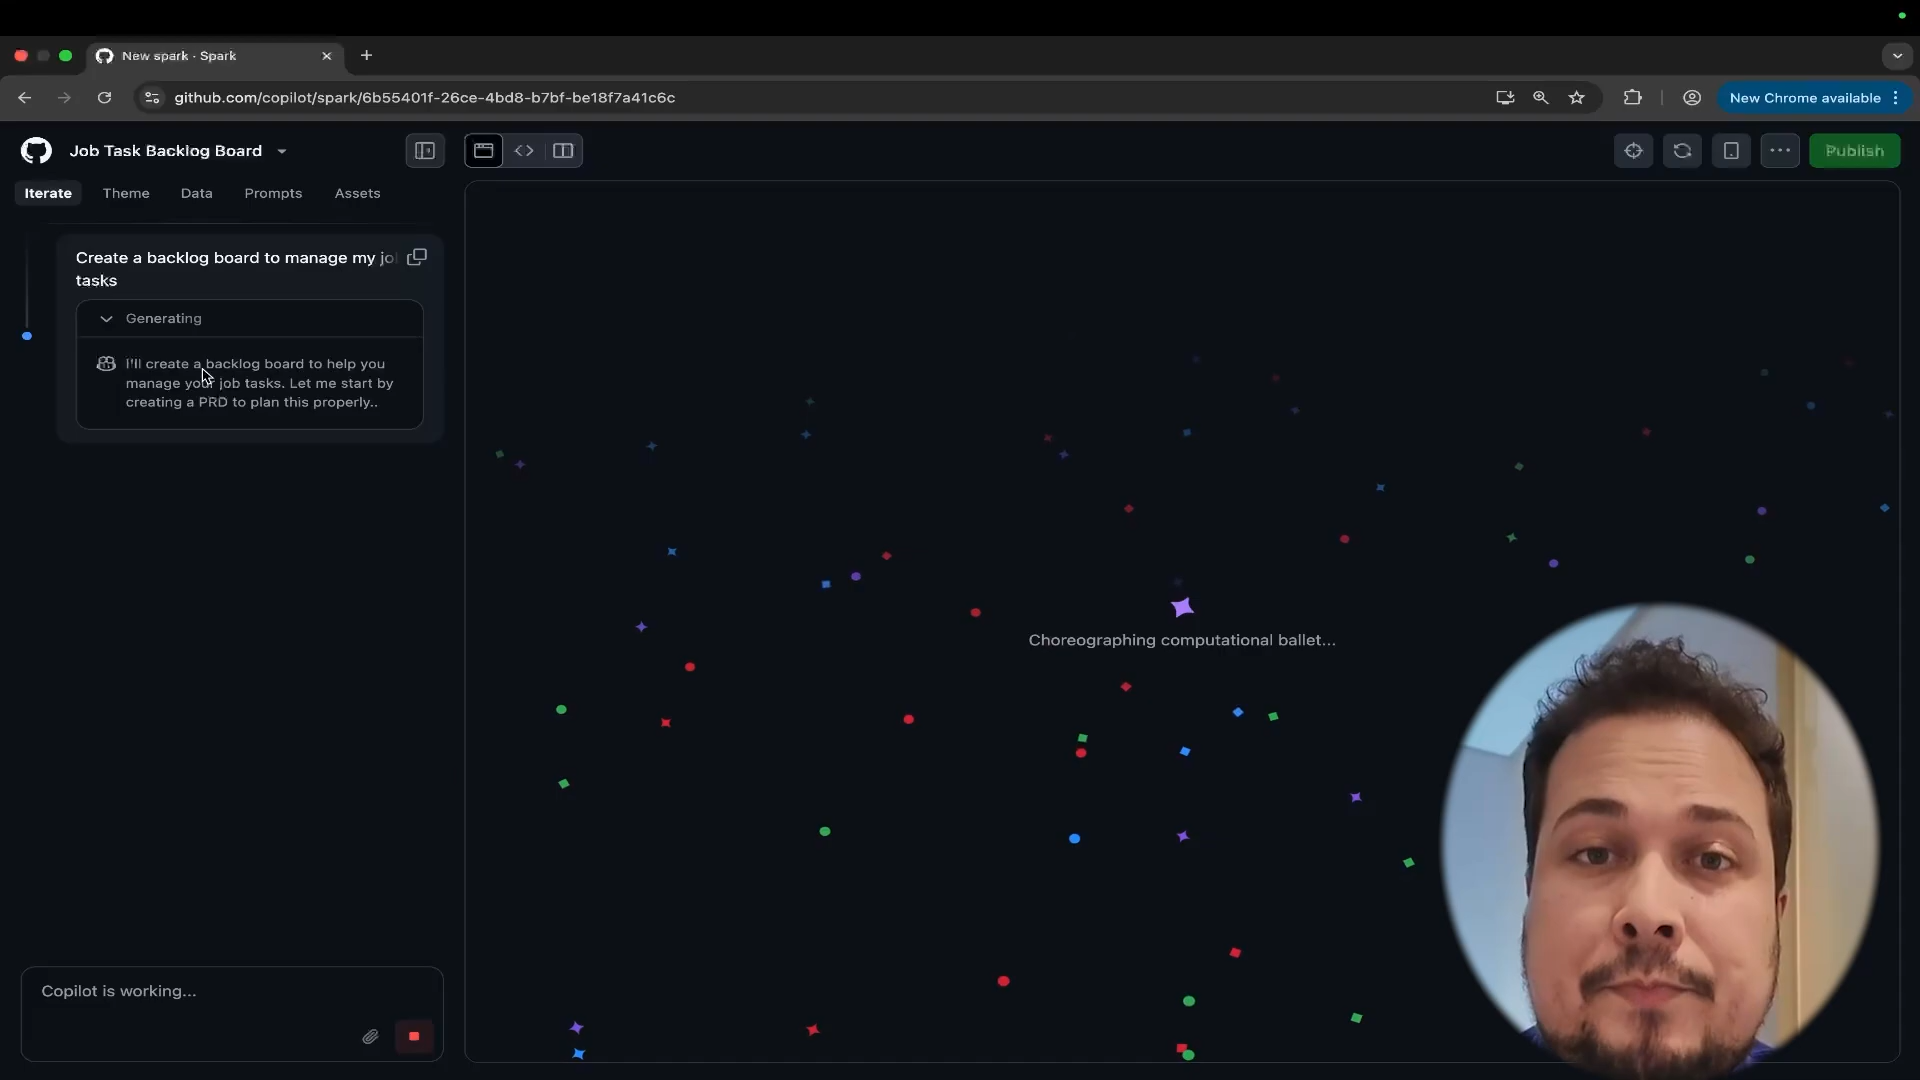 New spark · Spark
github.com/copilot/spark/6b55401f-26ce-4bd8-b7bf-be18f7a41c6c
New Chrome available
Job Task Backlog Board
Publish
Iterate
Theme
Data
Prompts
Assets
Create a backlog board to manage my jo
tasks
Generating
I'll create a backlog board to help you
manage your job tasks. Let me start by
creating a PRD to plan this properly..
Choreographing computational ballet...
Copilot is working...